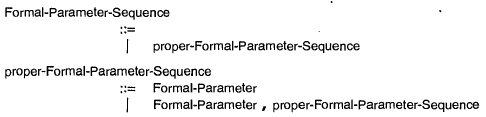 Formal-Parameter-Sequence
::=
| proper-Formal-Parameter-Sequence
proper-Formal-Parameter-Sequence
::= Formal-Parameter
| Formal-Parameter , proper-Formal-Parameter-Sequence